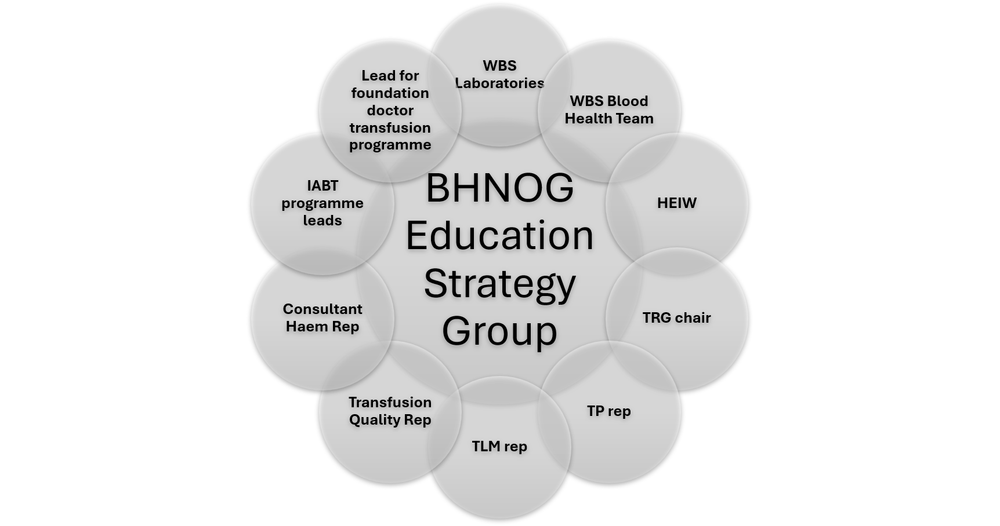 WBS
Laboratories
WBS Blood
Health Team
HEIW
TRG chair
TP rep
TLM rep
Transfusion
Quality Rep
Consultant
Haem Rep
IABT
programme
leads
Lead for
foundation
doctor
transfusion
programme
BHNOG
Education
Strategy
Group